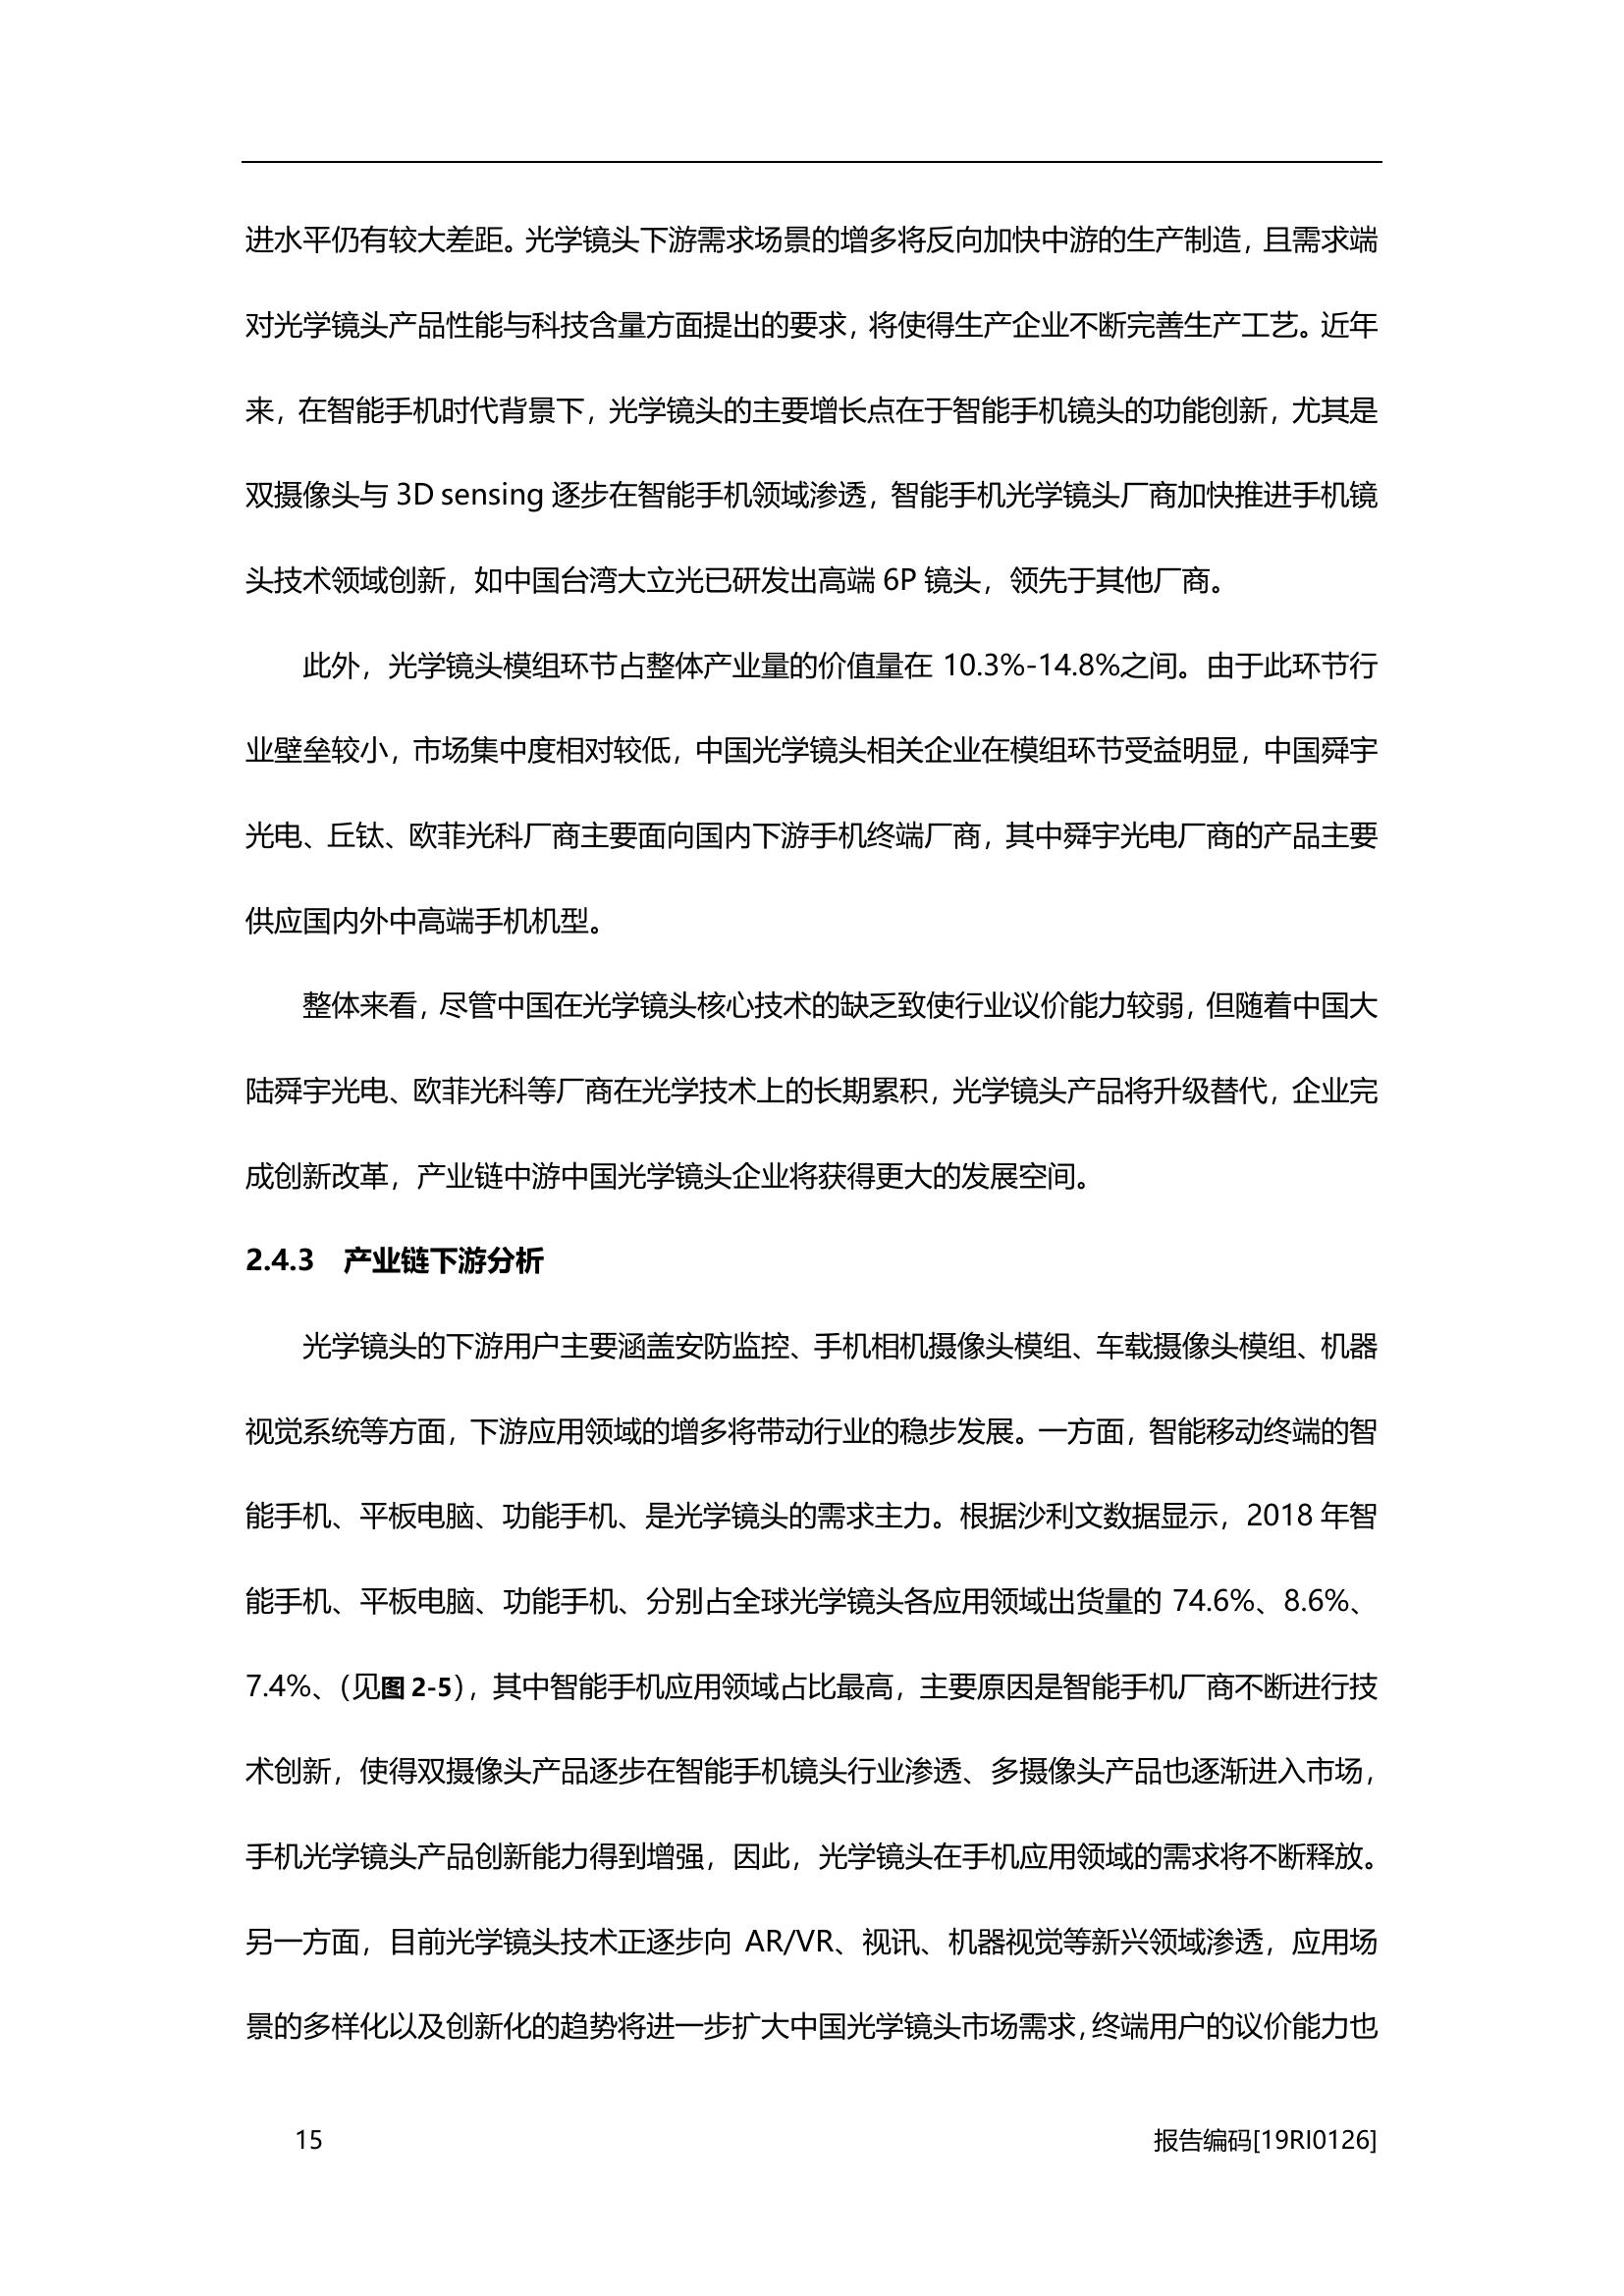 进水平仍有较大差距。光学镜头下游需求场景的增多将反向加快中游的生产制造，且需求端
对光学镜头产品性能与科技含量方面提出的要求，将使得生产企业不断完善生产工艺。近年
来，在智能手机时代背景下，光学镜头的主要增长点在于智能手机镜头的功能创新，尤其是
双摄像头与 3D sensing 逐步在智能手机领域渗透，智能手机光学镜头厂商加快推进手机镜
头技术领域创新，如中国台湾大立光已研发出高端 6P 镜头，领先于其他厂商。
此外，光学镜头模组环节占整体产业量的价值量在 10.3%-14.8%之间。由于此环节行
业壁垒较小，市场集中度相对较低，中国光学镜头相关企业在模组环节受益明显，中国舜宇
光电、丘钛、欧菲光科厂商主要面向国内下游手机终端厂商，其中舜宇光电厂商的产品主要
供应国内外中高端手机机型。
整体来看，尽管中国在光学镜头核心技术的缺乏致使行业议价能力较弱，但随着中国大
陆舜宇光电、欧菲光科等厂商在光学技术上的长期累积，光学镜头产品将升级替代，企业完
成创新改革，产业链中游中国光学镜头企业将获得更大的发展空间。
2.4.3 产业链下游分析
光学镜头的下游用户主要涵盖安防监控、手机相机摄像头模组、车载摄像头模组、机器
视觉系统等方面，下游应用领域的增多将带动行业的稳步发展。一方面，智能移动终端的智
能手机、平板电脑、功能手机、是光学镜头的需求主力。根据沙利文数据显示，2018 年智
能手机、平板电脑、功能手机、分别占全球光学镜头各应用领域出货量的 74.6%、8.6%、
7.4%、（见图 2-5），其中智能手机应用领域占比最高，主要原因是智能手机厂商不断进行技
术创新，使得双摄像头产品逐步在智能手机镜头行业渗透、多摄像头产品也逐渐进入市场，
手机光学镜头产品创新能力得到增强，因此，光学镜头在手机应用领域的需求将不断释放。
另一方面，目前光学镜头技术正逐步向 AR/VR、视讯、机器视觉等新兴领域渗透，应用场
景的多样化以及创新化的趋势将进一步扩大中国光学镜头市场需求，终端用户的议价能力也
15
报告编码[19RI0126]